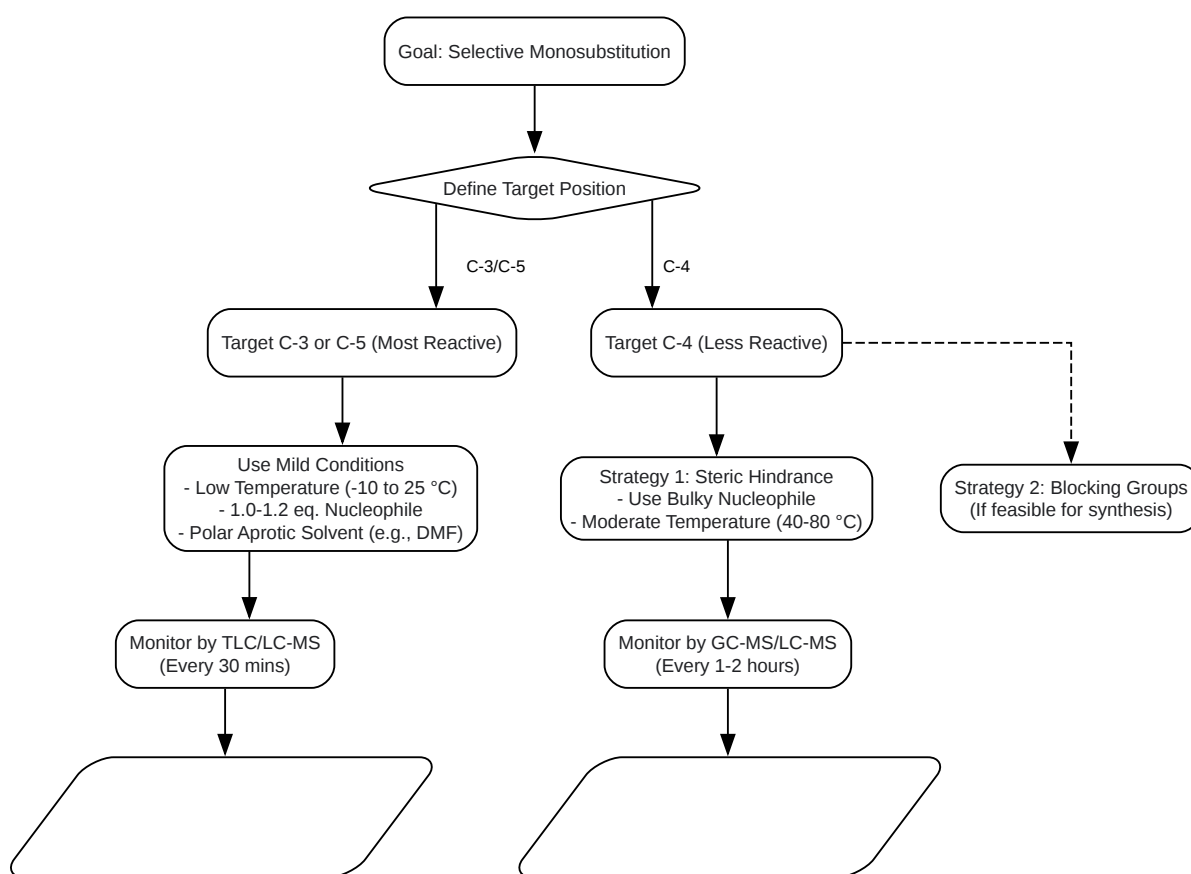 Goal: Selective Monosubstitution
Define Target Position
C-3/C-5
C-4
Target C-3 or C-5 (Most Reactive)
Target C-4 (Less Reactive)
Use Mild Conditions
- Low Temperature (-10 to 25 °C)
- 1.0-1.2 eq. Nucleophile
- Polar Aprotic Solvent (e.g., DMF)
Strategy 1: Steric Hindrance
- Use Bulky Nucleophile
- Moderate Temperature (40-80 °C)
Strategy 2: Blocking Groups
(If feasible for synthesis)
Monitor by TLC/LC-MS
(Every 30 mins)
Monitor by GC-MS/LC-MS
(Every 1-2 hours)